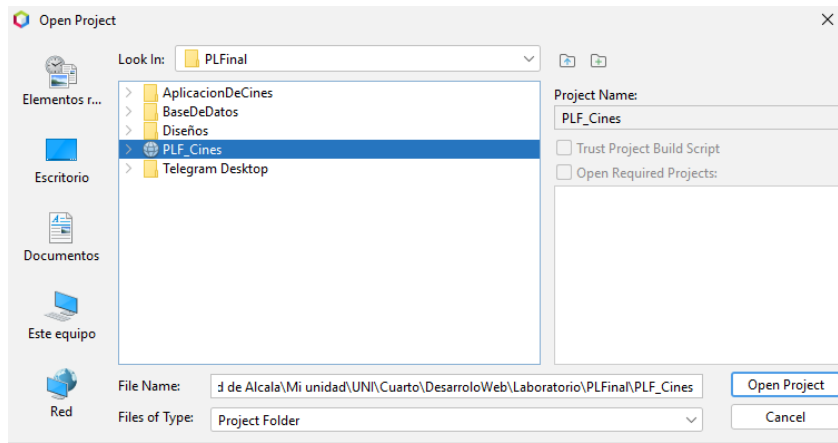 Open Project
Look In: PLFinal
Elementos r...
Escritorio
Documentos
Este equipo
Red
AplicacionDeCines
BaseDeDatos
Diseños
PLF_Cines
Telegram Desktop
Project Name:
PLF_Cines
Trust Project Build Script
Open Required Projects:
File Name: d de Alcala\Mi unidad\UNI\Cuarto\DesarroloWeb\Laboratorio\PLFinal\PLF_Cines
Open Project
Files of Type: Project Folder
Cancel